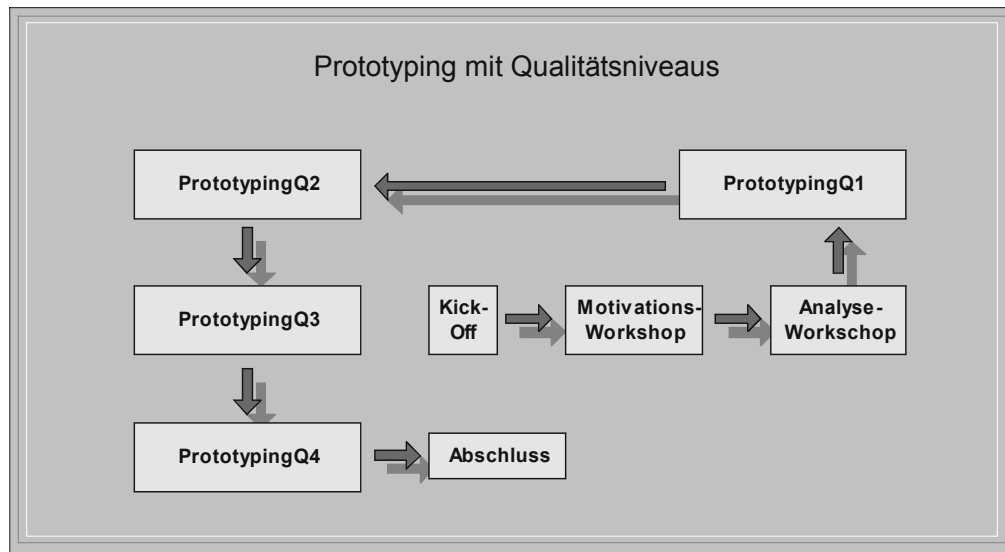 Prototyping mit Qualitätsniveaus
PrototypingQ2
PrototypingQ1
PrototypingQ3
Kick-
Off
Motivations-
Workshop
Analyse-
Workschop
PrototypingQ4
Abschluss